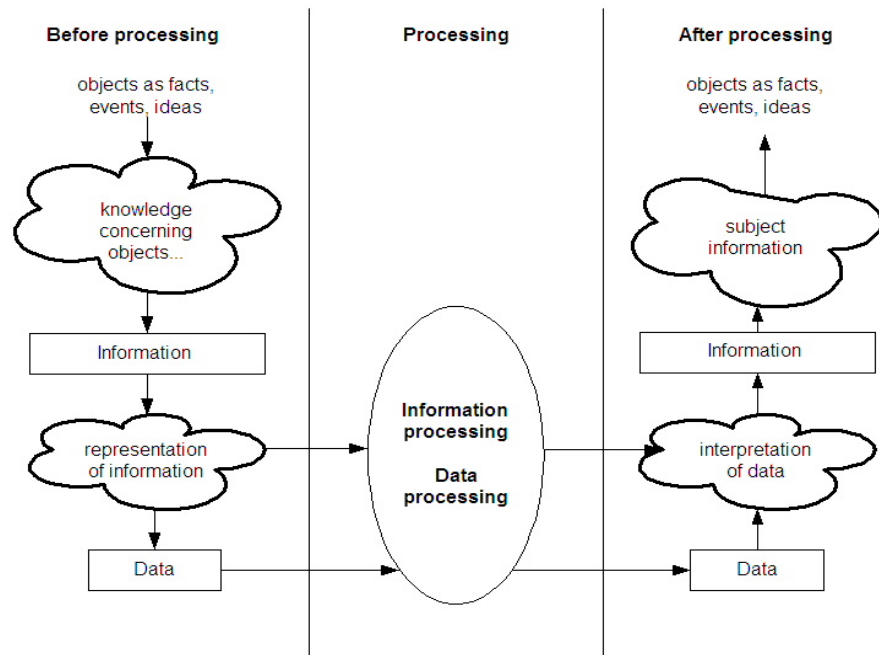 Before processing
objects as facts,
events, ideas
knowledge
concerning
objects...
Information
representation
of information
Data
Processing
Information
processing
Data
processing
After processing
objects as facts,
events, ideas
subject
information
Information
interpretation
of data
Data